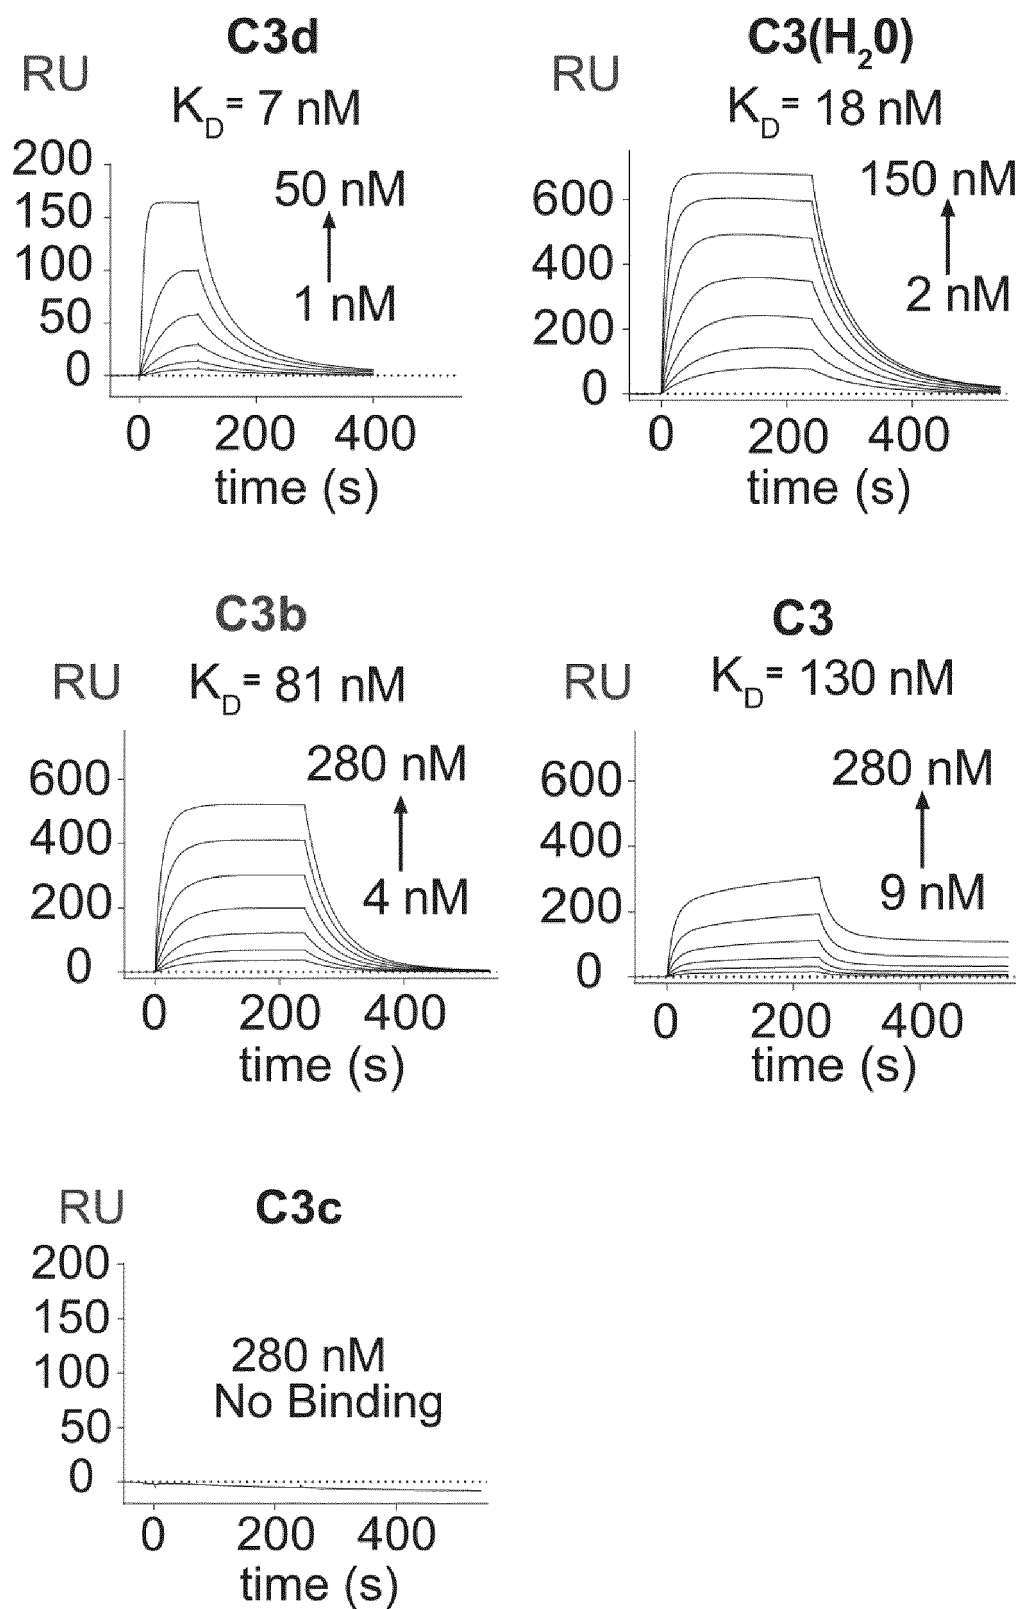 C3d
RU
K_D = 7 nM
200
150
100
50
0
50 nM
1 nM
0 200 400
time (s)
C3(H₂0)
RU
K_D = 18 nM
600
400
200
0
150 nM
2 nM
0 200 400
time (s)
C3b
RU
K_D = 81 nM
600
400
200
0
280 nM
4 nM
0 200 400
time (s)
C3
RU
K_D = 130 nM
600
400
200
0
280 nM
9 nM
0 200 400
time (s)
RU
C3c
200
150
100
50
0
280 nM
No Binding
0 200 400
time (s)